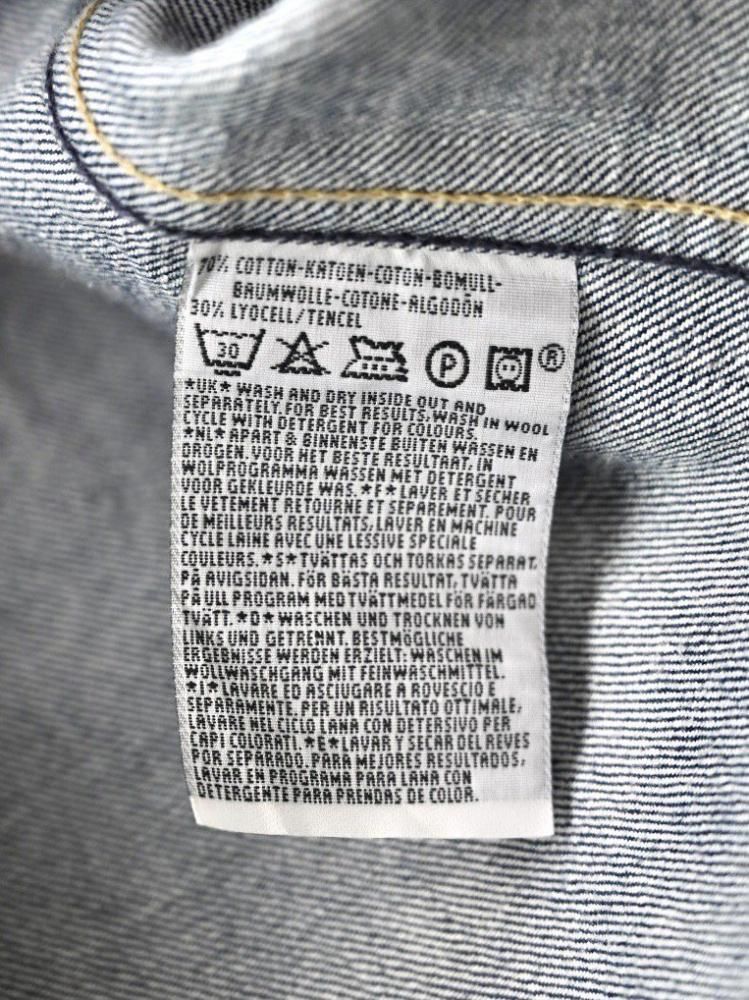 70% COTTON-KATOEN-COTON-BOMULL-
BAUMWOLLE-COTONE-ALGODÓN
30% LYOCELL/TENCEL
30 P ®
*UK* WASH AND DRY INSIDE OUT AND
SEPARATELY. FOR BEST RESULTS, WASH IN WOOL
CYCLE WITH DETERGENT FOR COLOURS.
*NL* APART & BINNENSTE BUITEN WASSEN EN
DROGEN. VOOR HET BESTE RESULTAAT, IN
WOLPROGRAMMA WASSEN MET DETERGENT
VOOR GEKLEURDE WAS. *F* LAVER ET SECHER
LE VETEMENT RETOURNE ET SEPAREMENT. POUR
DE MEILLEURS RESULTATS, LAVER EN MACHINE
CYCLE LAINE AVEC UNE LESSIVE SPECIALE
COULEURS. *S* TVÄTTAS OCH TORKAS SEPARAT.
PÅ AVIGSIDAN. FÖR BÄSTA RESULTAT, TVÄTTA
PÅ ULL PROGRAM MED TVÄTTMEDEL FÖR FÄRGAD
TVÄTT. *D* WASCHEN UND TROCKNEN VON
LINKS UND GETRENNT. BESTMÖGLICHE
ERGEBNISSE WERDEN ERZIELT: WASCHEN IM
WOLLWASCHGANG MIT FEINWASCHMITTEL.
*I* LAVARE ED ASCIUGARE A ROVESCIO E
SEPARAMENTE. PER UN RISULTATO OTTIMALE,
LAVARE NEL CICLO LANA CON DETERSIVO PER
CAPI COLORATI. *E* LAVAR Y SECAR DEL REVES
POR SEPARADO. PARA MEJORES RESULTADOS,
LAVAR EN PROGRAMA PARA LANA CON
DETERGENTE PARA PRENDAS DE COLOR.